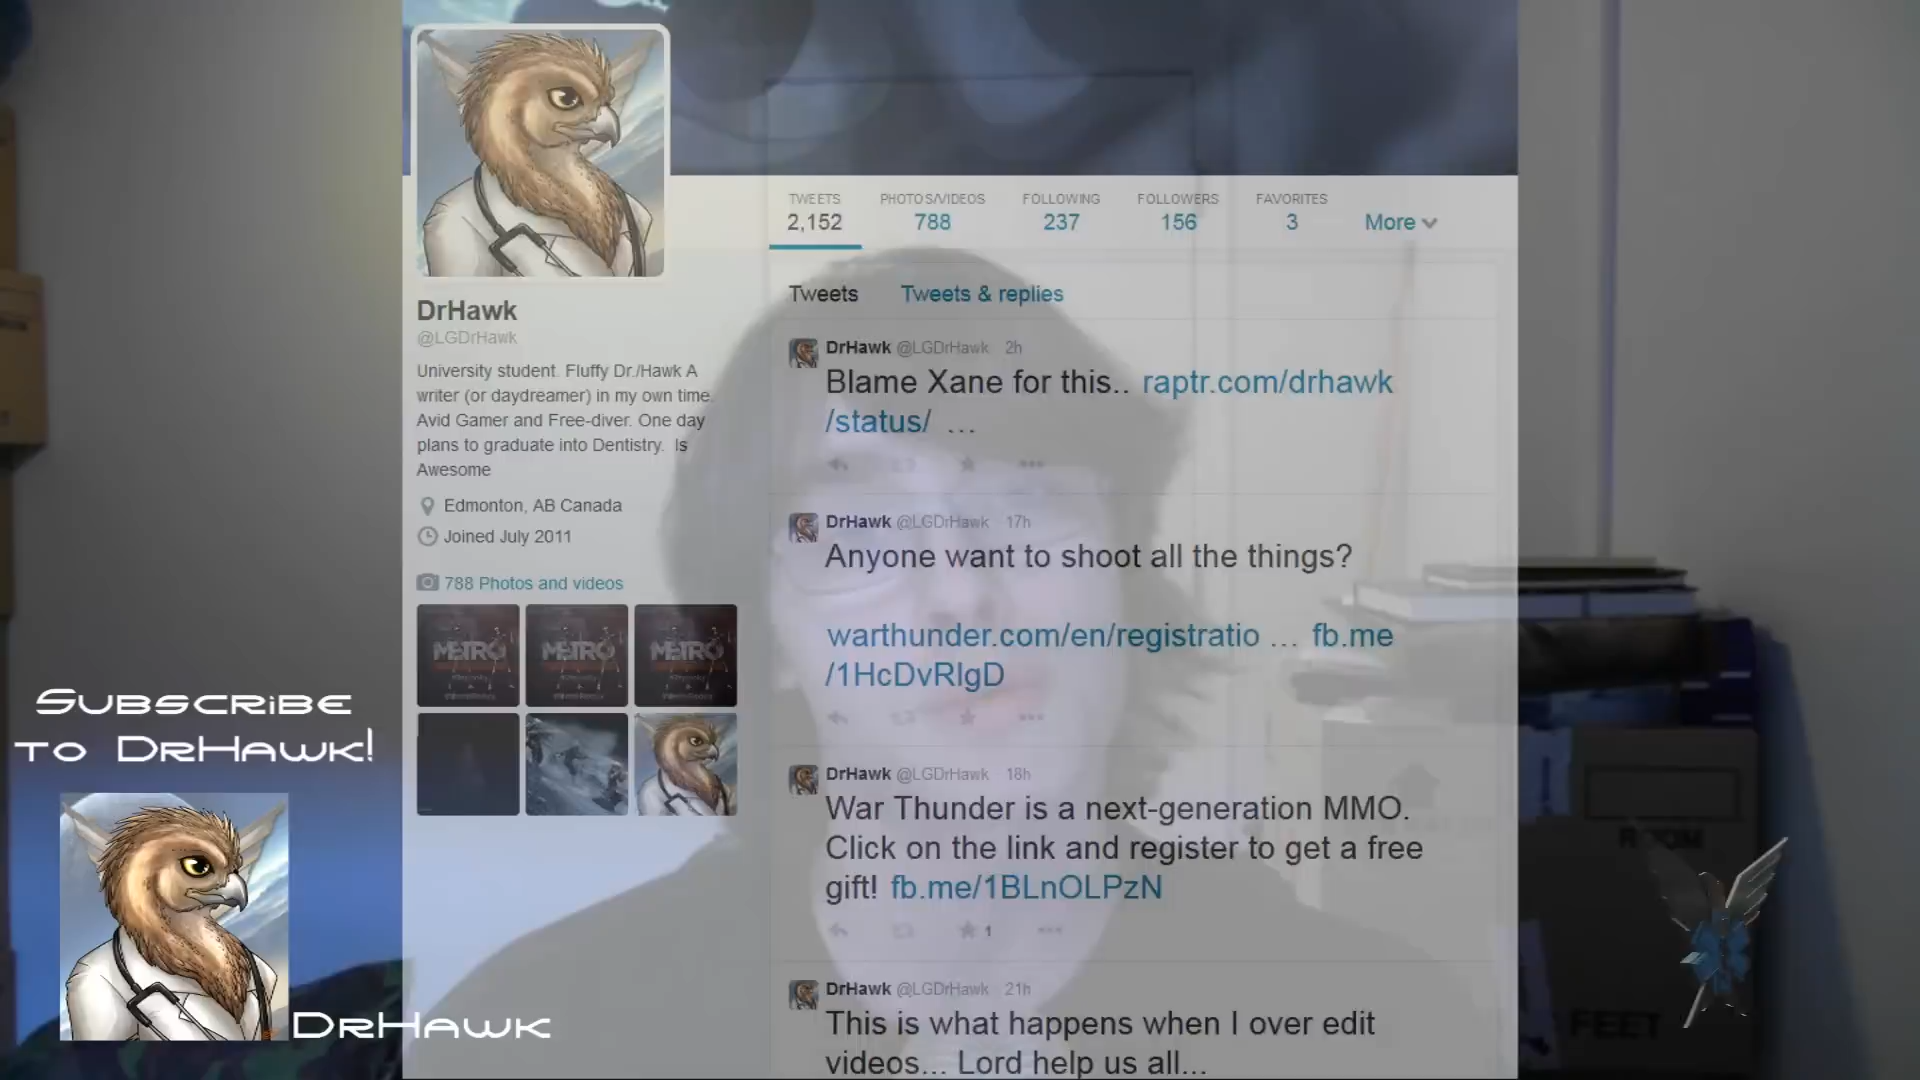 TWEETS
2,152
PHOTOS/VIDEOS
788
FOLLOWING
237
FOLLOWERS
156
FAVORITES
3
More
DrHawk
@LGDrHawk
University student. Fluffy Dr./Hawk A
writer (or daydreamer) in my own time.
Avid Gamer and Free-diver. One day
plans to graduate into Dentistry. Is
Awesome
Edmonton, AB Canada
Joined July 2011
788 Photos and videos
METRO METRO METRO
Tweets Tweets & replies
DrHawk @LGDrHawk 2h
Blame Xane for this.. raptr.com/drhawk
/status/ ...
DrHawk @LGDrHawk · 17h
Anyone want to shoot all the things?
warthunder.com/en/registratio ... fb.me
/1HcDvRlgD
DrHawk @LGDrHawk · 18h
War Thunder is a next-generation MMO.
Click on the link and register to get a free
gift! fb.me/1BLnOLPzN
1
DrHawk @LGDrHawk · 21h
This is what happens when I over edit
videos... Lord help us all...
Subscribe
to DrHawk!
DrHawk
ROOM
FEET